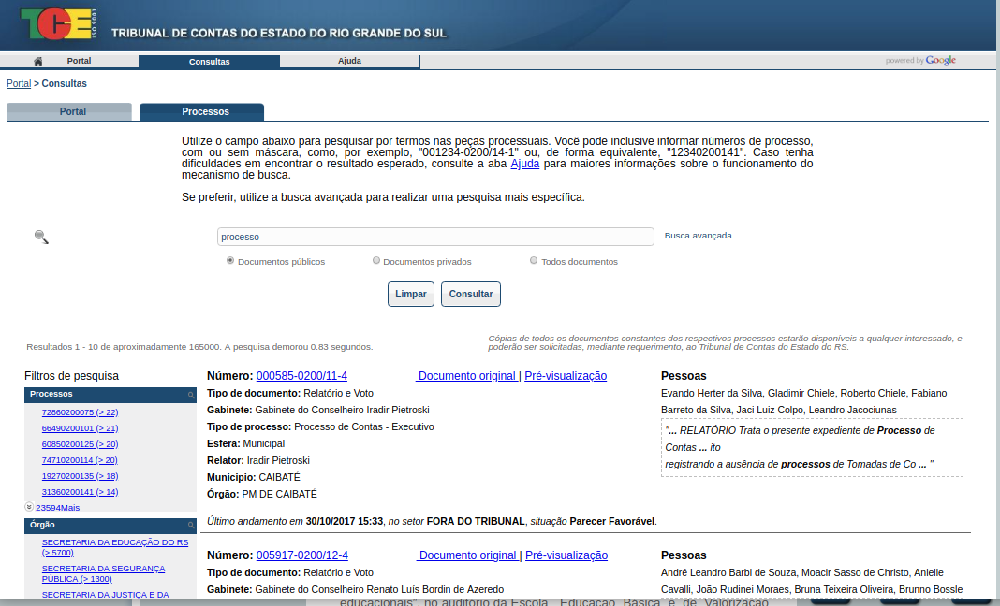 TCE
ISO 9001
TRIBUNAL DE CONTAS DO ESTADO DO RIO GRANDE DO SUL
Portal
Consultas
Ajuda
powered by Google
Portal > Consultas
Portal
Processos
Utilize o campo abaixo para pesquisar por termos nas peças processuais. Você pode inclusive informar números de processo,
com ou sem máscara, como, por exemplo, "001234-0200/14-1" ou, de forma equivalente, "12340200141". Caso tenha
dificuldades em encontrar o resultado esperado, consulte a aba Ajuda para maiores informações sobre o funcionamento do
mecanismo de busca.
Se preferir, utilize a busca avançada para realizar uma pesquisa mais específica.
processo
Busca avançada
Documentos públicos
Documentos privados
Todos documentos
Limpar
Consultar
Resultados 1 - 10 de aproximadamente 165000. A pesquisa demorou 0.83 segundos.
Cópias de todos os documentos constantes dos respectivos processos estarão disponíveis a qualquer interessado, e
poderão ser solicitadas, mediante requerimento, ao Tribunal de Contas do Estado do RS.
Filtros de pesquisa
Processos
72860200075 (> 22)
66490200101 (> 21)
60850200125 (> 20)
74710200114 (> 20)
19270200135 (> 18)
31360200141 (> 14)
23594Mais
Órgão
SECRETARIA DA EDUCAÇÃO DO RS
(> 5700)
SECRETARIA DA SEGURANÇA
PÚBLICA (> 1300)
SECRETARIA DA JUSTIÇA E DA
Número: 000585-0200/11-4
Documento original | Pré-visualização
Tipo de documento: Relatório e Voto
Gabinete: Gabinete do Conselheiro Iradir Pietroski
Tipo de processo: Processo de Contas - Executivo
Esfera: Municipal
Relator: Iradir Pietroski
Municipio: CAIBATÉ
Órgão: PM DE CAIBATÉ
Pessoas
Evando Herter da Silva, Gladimir Chiele, Roberto Chiele, Fabiano
Barreto da Silva, Jaci Luiz Colpo, Leandro Jacociunas
"... RELATÓRIO Trata o presente expediente de Processo de
Contas ... ito
registrando a ausência de processos de Tomadas de Co ... "
Último andamento em 30/10/2017 15:33, no setor FORA DO TRIBUNAL, situação Parecer Favorável.
Número: 005917-0200/12-4
Documento original | Pré-visualização
Tipo de documento: Relatório e Voto
Gabinete: Gabinete do Conselheiro Renato Luís Bordin de Azeredo
Pessoas
André Leandro Barbi de Souza, Moacir Sasso de Christo, Anielle
Cavalli, João Rudinei Moraes, Bruna Teixeira Oliveira, Brunno Bossle
educacionais", no auditório da Escola Educação Básica e de Valorização